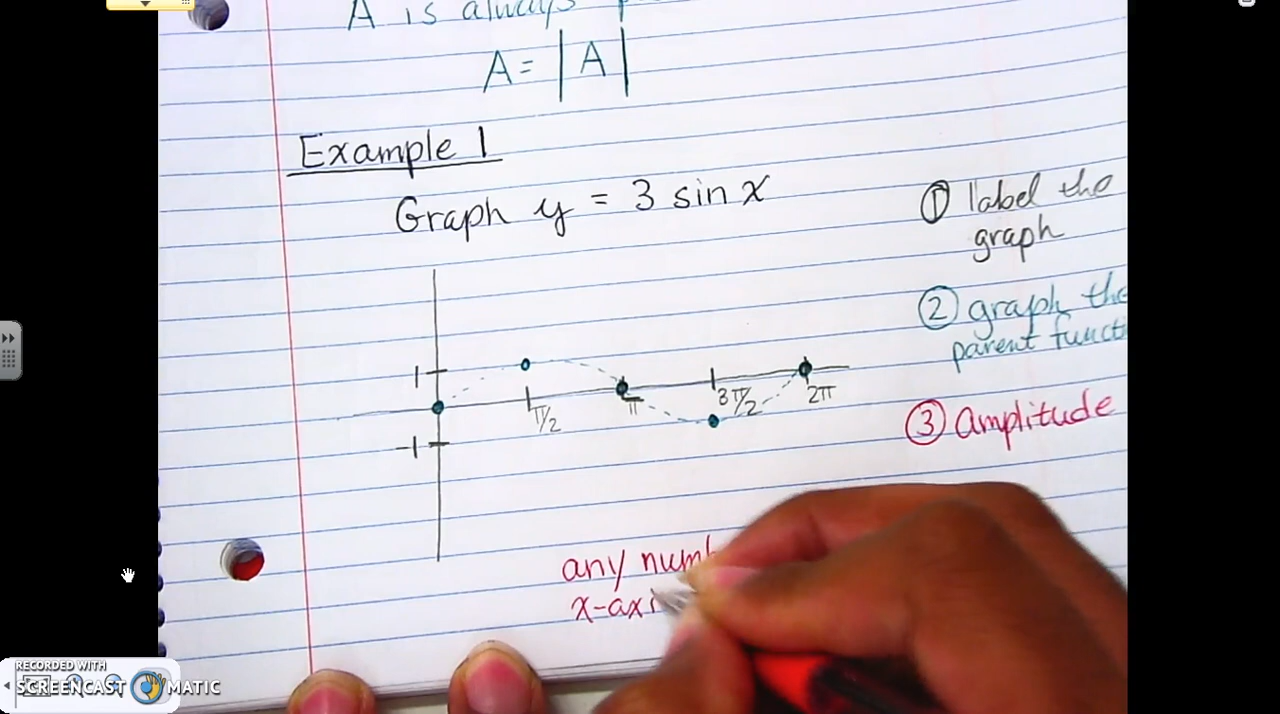 A is always
A = |A|
Example 1
Graph y = 3 sin x
① label the
graph
② graph the
parent functi
③ Amplitude
1
π/2
π
3π/2
2π
-1
any numb
x-axi
RECORDED WITH
SCREENCAST MATIC